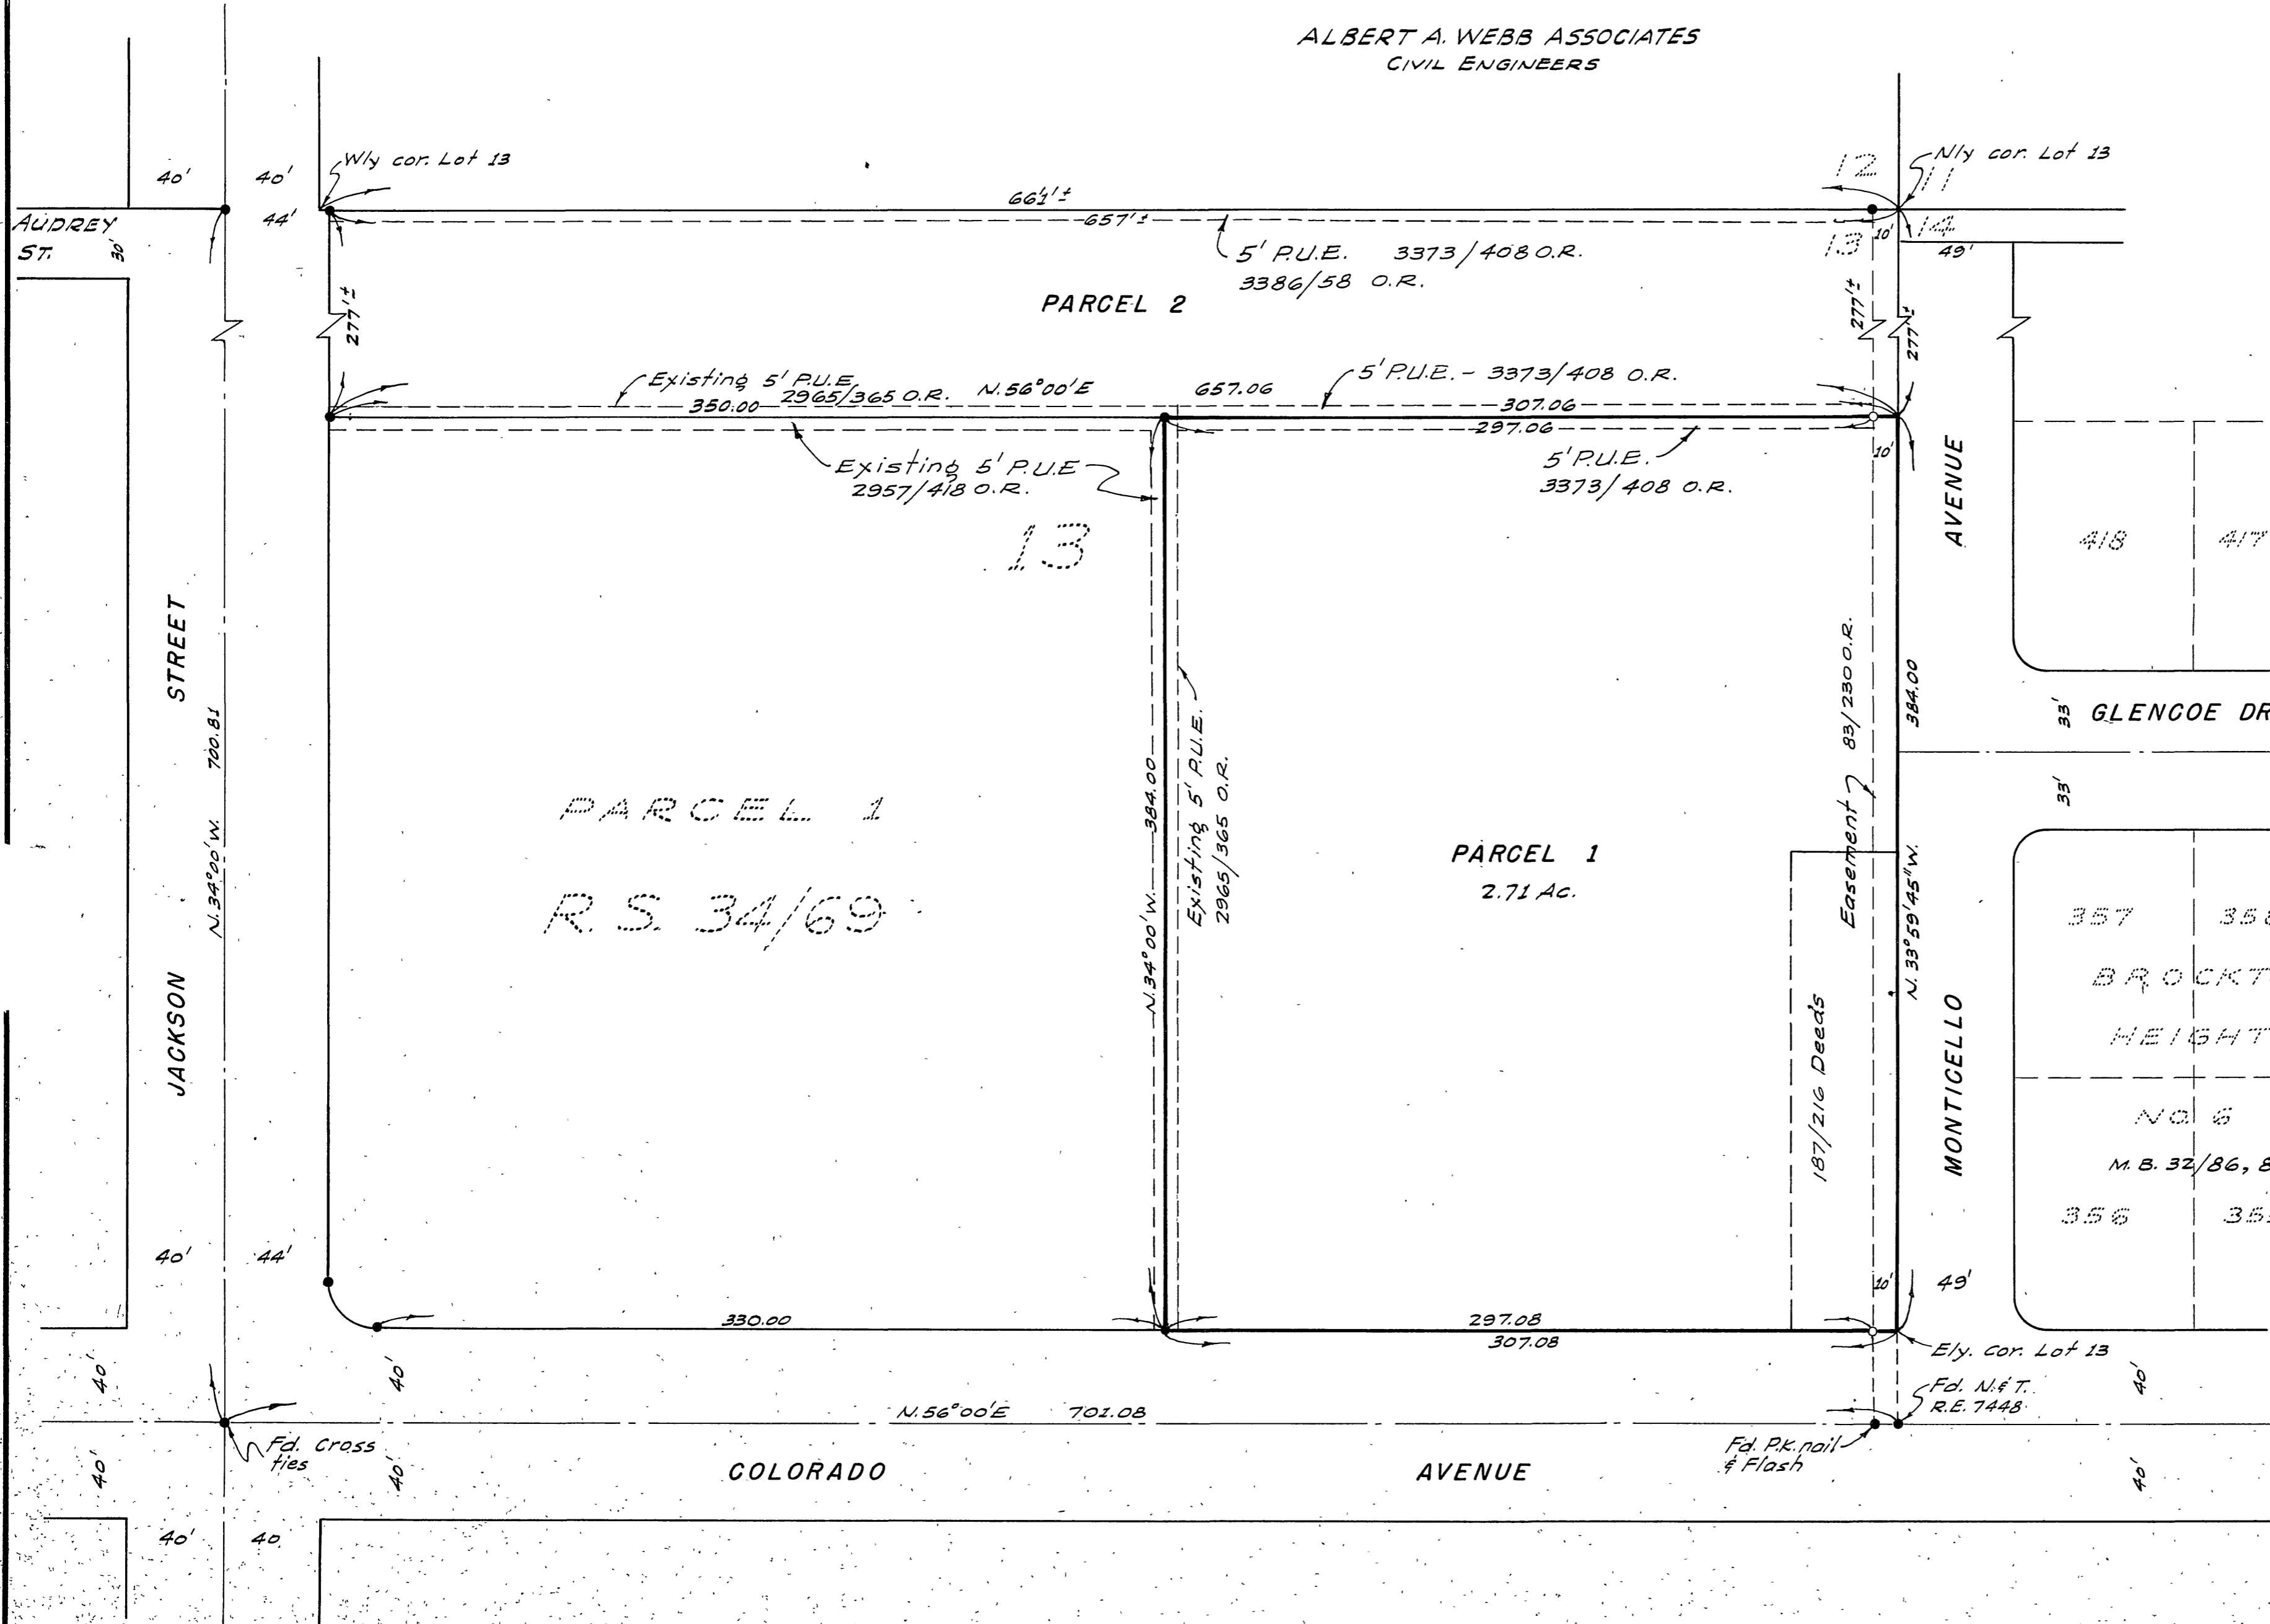 ALBERT A. WEBB ASSOCIATES
CIVIL ENGINEERS
40' 40'
Wly cor. Lot 13
661'±
12
Nly cor. Lot 13
11
AUDREY
ST.
30'
44'
657'±
13
10'
14
49'
5' P.U.E. 3373/408 O.R.
3386/58 O.R.
PARCEL 2
277'±
277'±
277'±
Existing 5' P.U.E.
2965/365 O.R.
350.00
N.56°00'E
657.06
5' P.U.E. - 3373/408 O.R.
307.06
297.06
10'
Existing 5' P.U.E
2957/418 O.R.
5' P.U.E.
3373/408 O.R.
13
AVENUE
418
417
JACKSON STREET
N.34°00'W. 700.81
PARCEL 1
R.S. 34/69
N.34°00'W. 384.00
Existing 5' P.U.E.
2965/365 O.R.
PARCEL 1
2.71 Ac.
187/216 Deeds
Easement 83/230 O.R.
384.00
N.33°59'45"W.
MONTICELLO
33'
GLENCOE DR
33'
357
358
BROCKT
HEIGHT
NO. 6
M.B. 32/86, 8
356
355
40' 44'
10'
49'
330.00
297.08
307.08
Ely. cor. Lot 13
40'
40'
40'
Fd. N.& T.
R.E. 7448
N.56°00'E 701.08
Fd. Cross
ties
Fd. P.K. nail
& Flash
40'
40'
40'
COLORADO AVENUE
40' 40